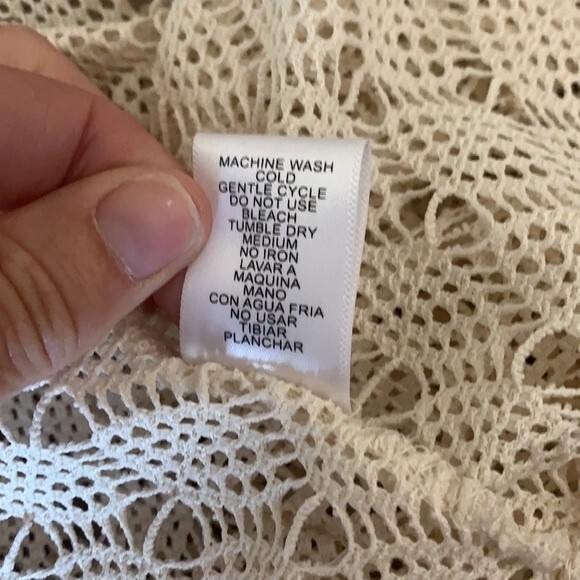 MACHINE WASH
COLD
GENTLE CYCLE
DO NOT USE
BLEACH
TUMBLE DRY
MEDIUM
NO IRON
LAVAR A
MAQUINA
MANO
CON AGUA FRIA
NO USAR
TIBIAR
PLANCHAR